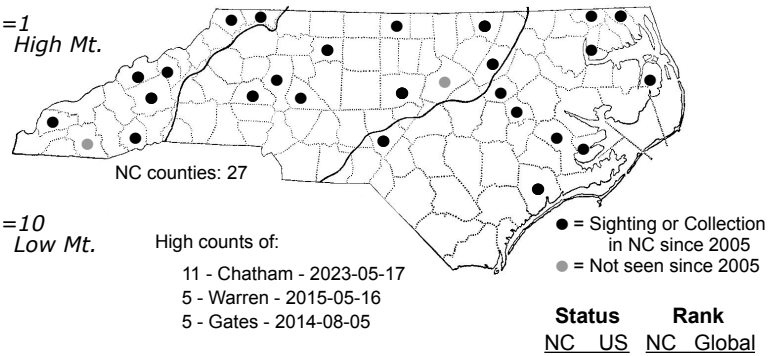 =1
High Mt.
NC counties: 27
=10
Low Mt.
High counts of:
11 - Chatham - 2023-05-17
5 - Warren - 2015-05-16
5 - Gates - 2014-08-05
= Sighting or Collection
in NC since 2005
= Not seen since 2005
Status Rank
NC US NC Global